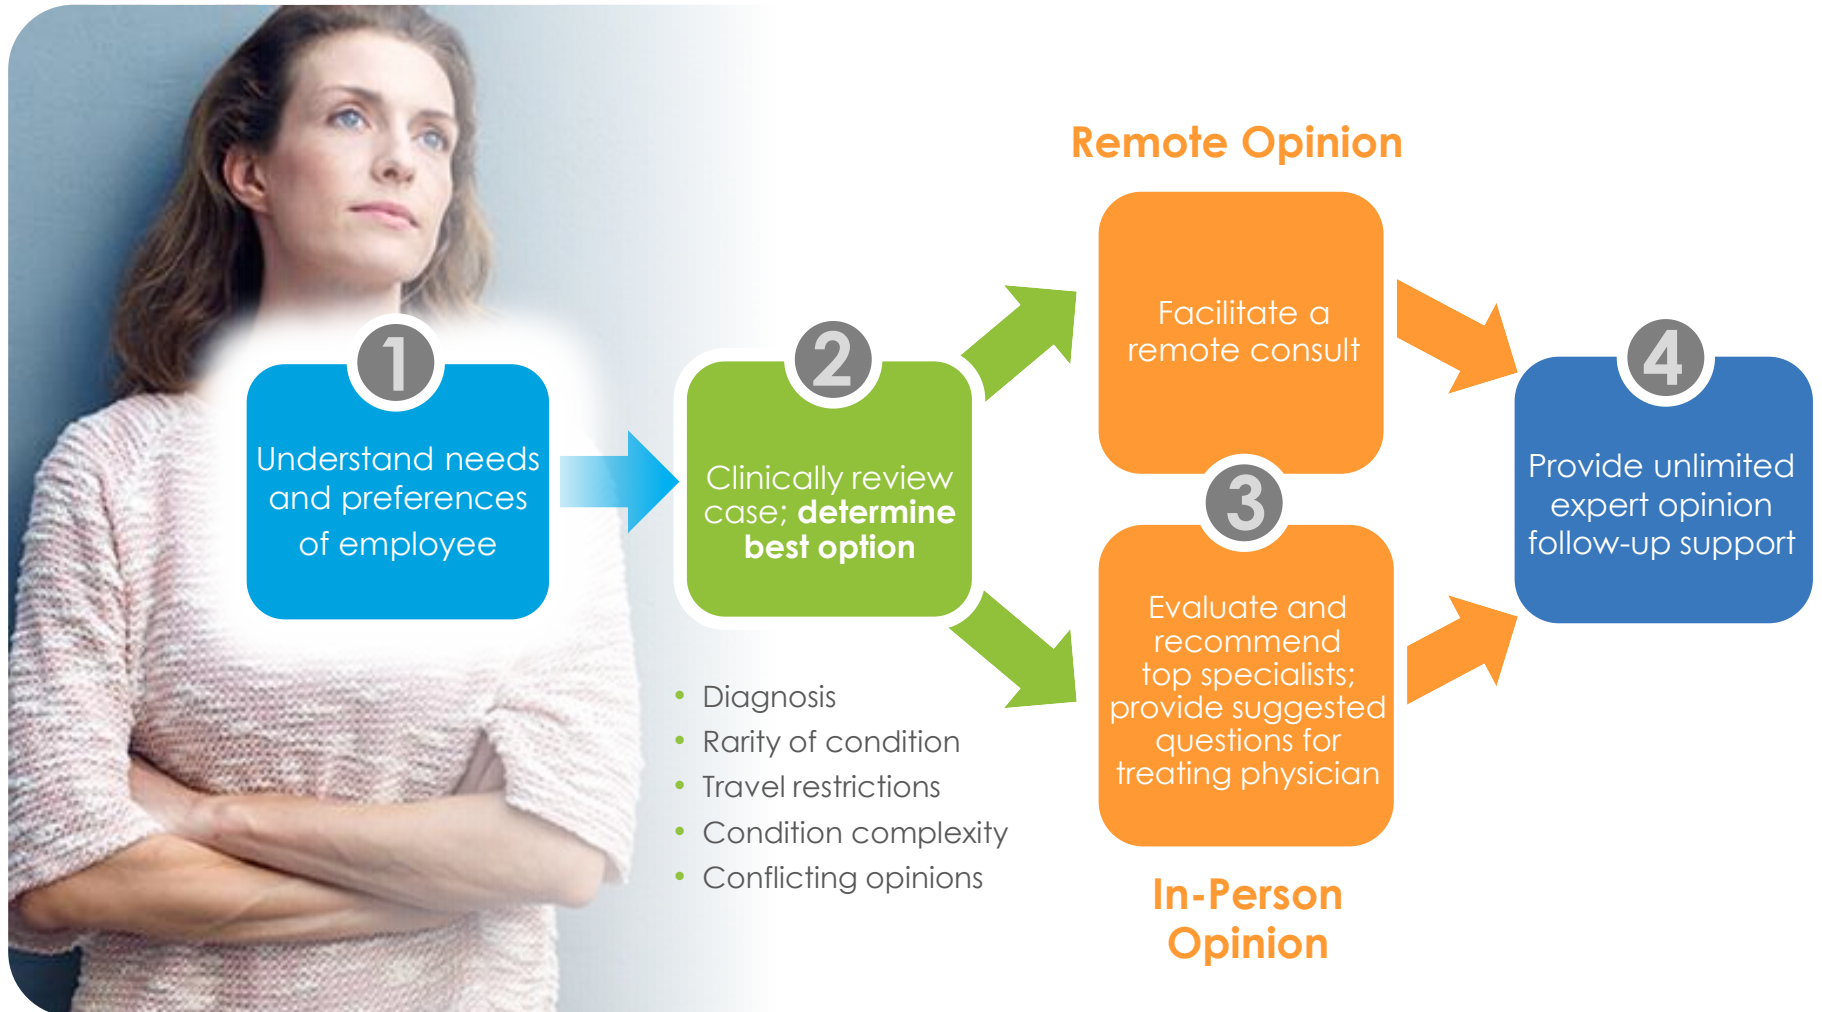 1
Understand needs
and preferences
of employee
2
Clinically review
case; determine
best option
• Diagnosis
• Rarity of condition
• Travel restrictions
• Condition complexity
• Conflicting opinions
Remote Opinion
Facilitate a
remote consult
3
Evaluate and
recommend
top specialists;
provide suggested
questions for
treating physician
In-Person
Opinion
4
Provide unlimited
expert opinion
follow-up support